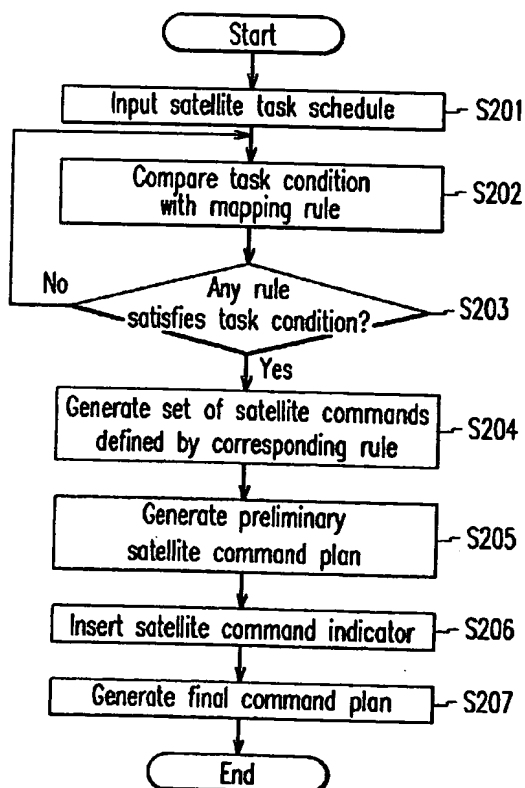 Start
Input satellite task schedule
S201
Compare task condition
with mapping rule
S202
No
Any rule
satisfies task condition?
S203
Yes
Generate set of satellite commands
defined by corresponding rule
S204
Generate preliminary
satellite command plan
S205
Insert satellite command indicator
S206
Generate final command plan
S207
End